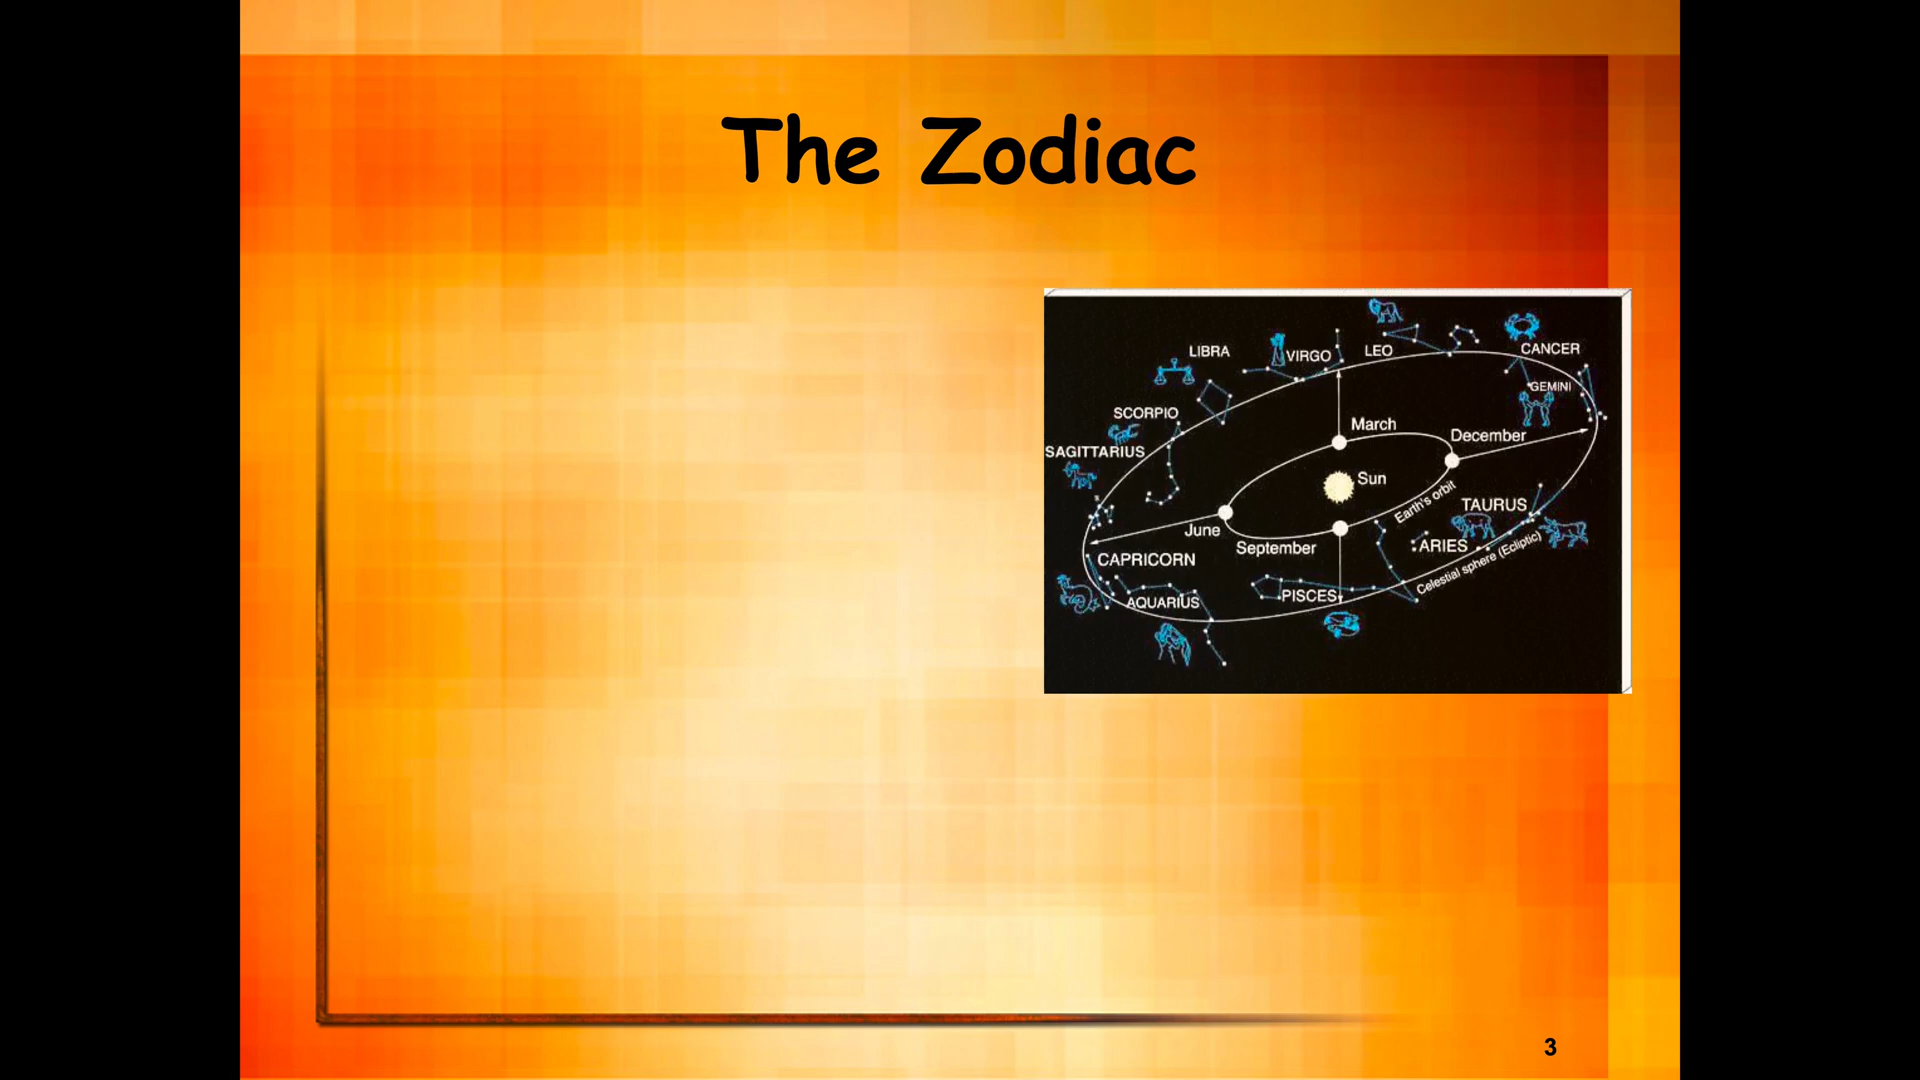 The Zodiac
LIBRA
VIRGO
LEO
CANCER
GEMINI
SCORPIO
SAGITTARIUS
March
December
Sun
Earth's orbit
TAURUS
June
September
ARIES
Celestial sphere (Ecliptic)
CAPRICORN
AQUARIUS
PISCES
3